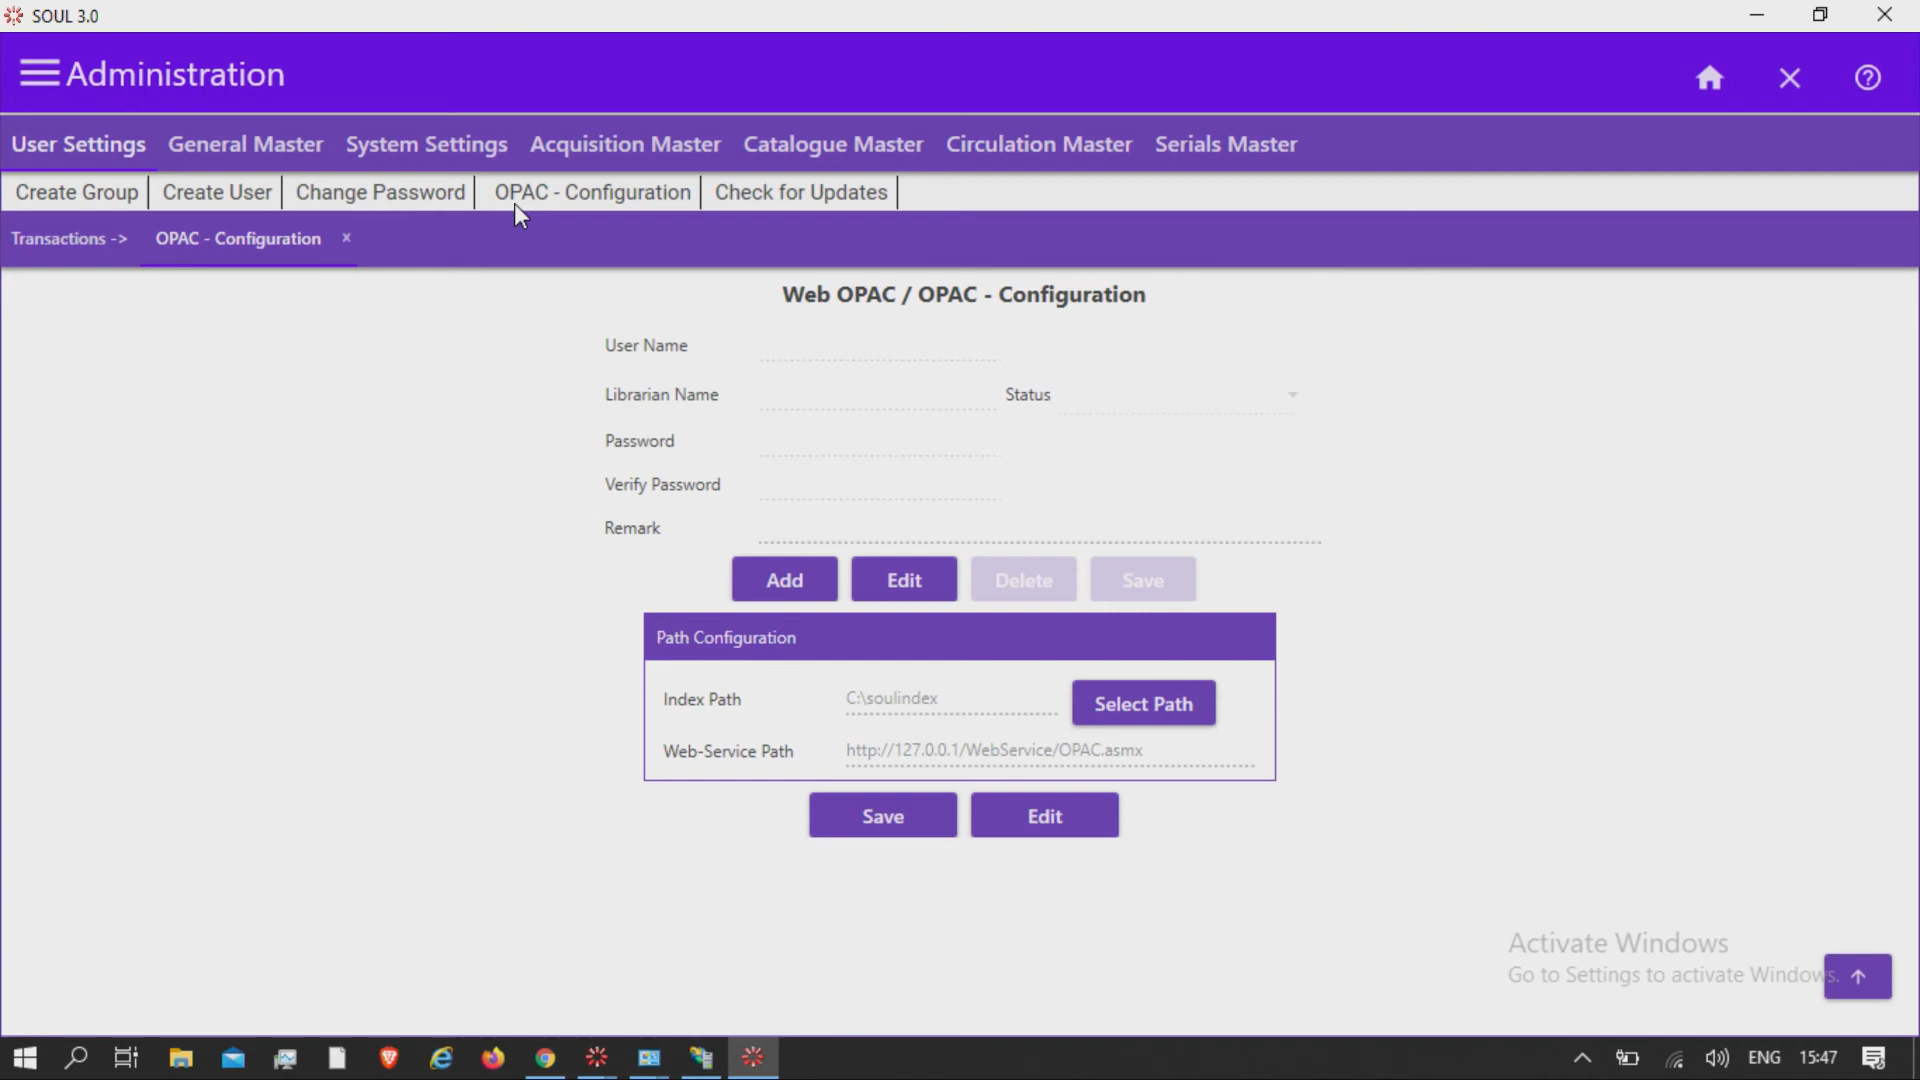 SOUL 3.0
Administration
User Settings General Master System Settings Acquisition Master Catalogue Master Circulation Master Serials Master
Create Group Create User Change Password OPAC - Configuration Check for Updates
Transactions -> OPAC - Configuration x
Web OPAC / OPAC - Configuration
User Name
Librarian Name Status
Password
Verify Password
Remark
Add Edit Delete Save
Path Configuration
Index Path C:\soulindex Select Path
Web-Service Path http://127.0.0.1/WebService/OPAC.asmx
Save Edit
Activate Windows
Go to Settings to activate Windows.
ENG 15:47